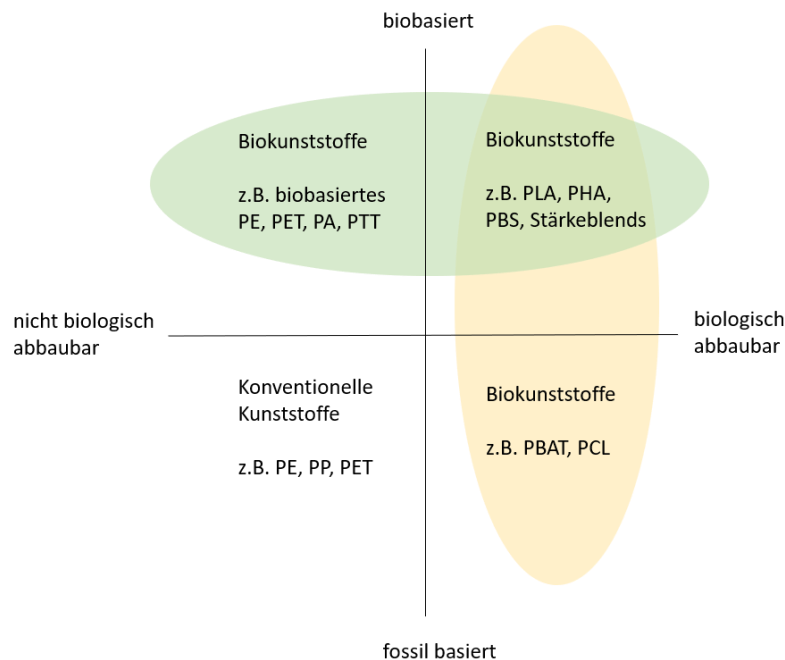 biobasiert
Biokunststoffe
z.B. biobasiertes
PE, PET, PA, PTT
Biokunststoffe
z.B. PLA, PHA,
PBS, Stärkeblends
nicht biologisch
abbaubar
biologisch
abbaubar
Konventionelle
Kunststoffe
z.B. PE, PP, PET
Biokunststoffe
z.B. PBAT, PCL
fossil basiert